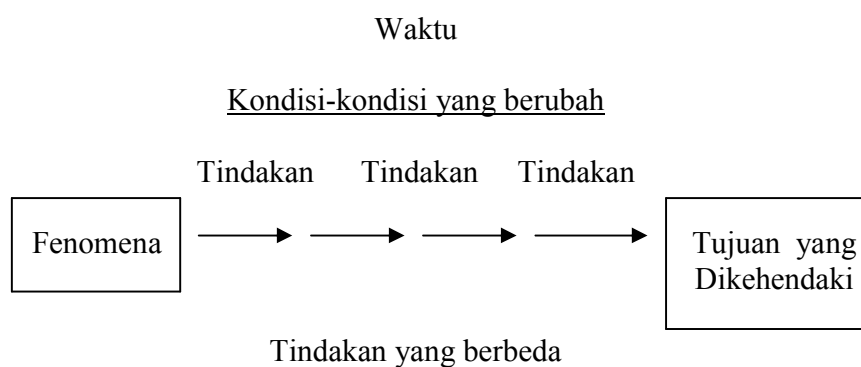 Waktu
Kondisi-kondisi yang berubah
Tindakan Tindakan Tindakan
Fenomena
Tujuan yang
Dikehendaki
Tindakan yang berbeda